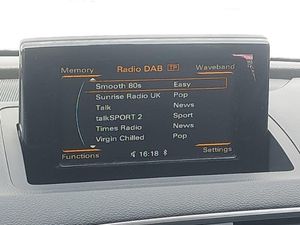 Memory Radio DAB TP Waveband
Smooth 80s Easy
Sunrise Radio UK Pop
Talk News
talkSPORT 2 Sport
Times Radio News
Virgin Chilled Pop
Functions 16:18 Settings